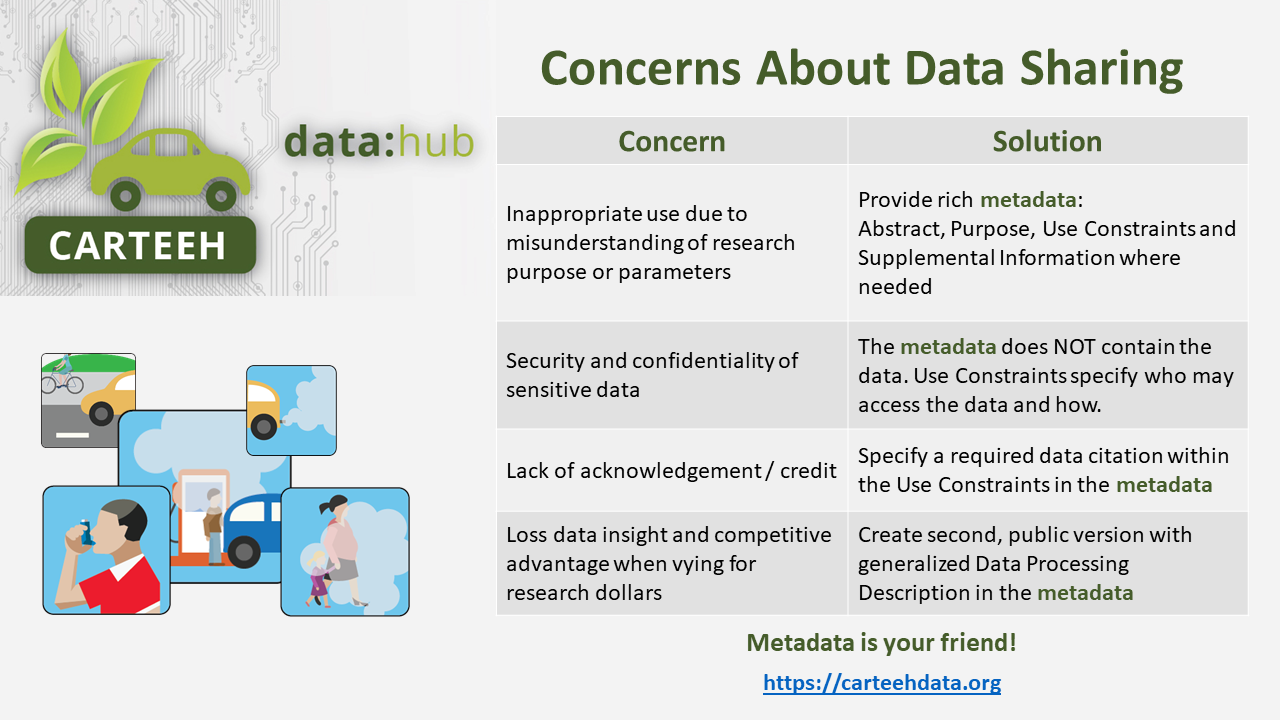 CARTEEH
data:hub
Concerns About Data Sharing
Concern
Solution
Inappropriate use due to
misunderstanding of research
purpose or parameters
Provide rich metadata:
Abstract, Purpose, Use Constraints and
Supplemental Information where
needed
Security and confidentiality of
sensitive data
The metadata does NOT contain the
data. Use Constraints specify who may
access the data and how.
Lack of acknowledgement / credit
Specify a required data citation within
the Use Constraints in the metadata
Loss data insight and competitive
advantage when vying for
research dollars
Create second, public version with
generalized Data Processing
Description in the metadata
Metadata is your friend!
https://carteehdata.org